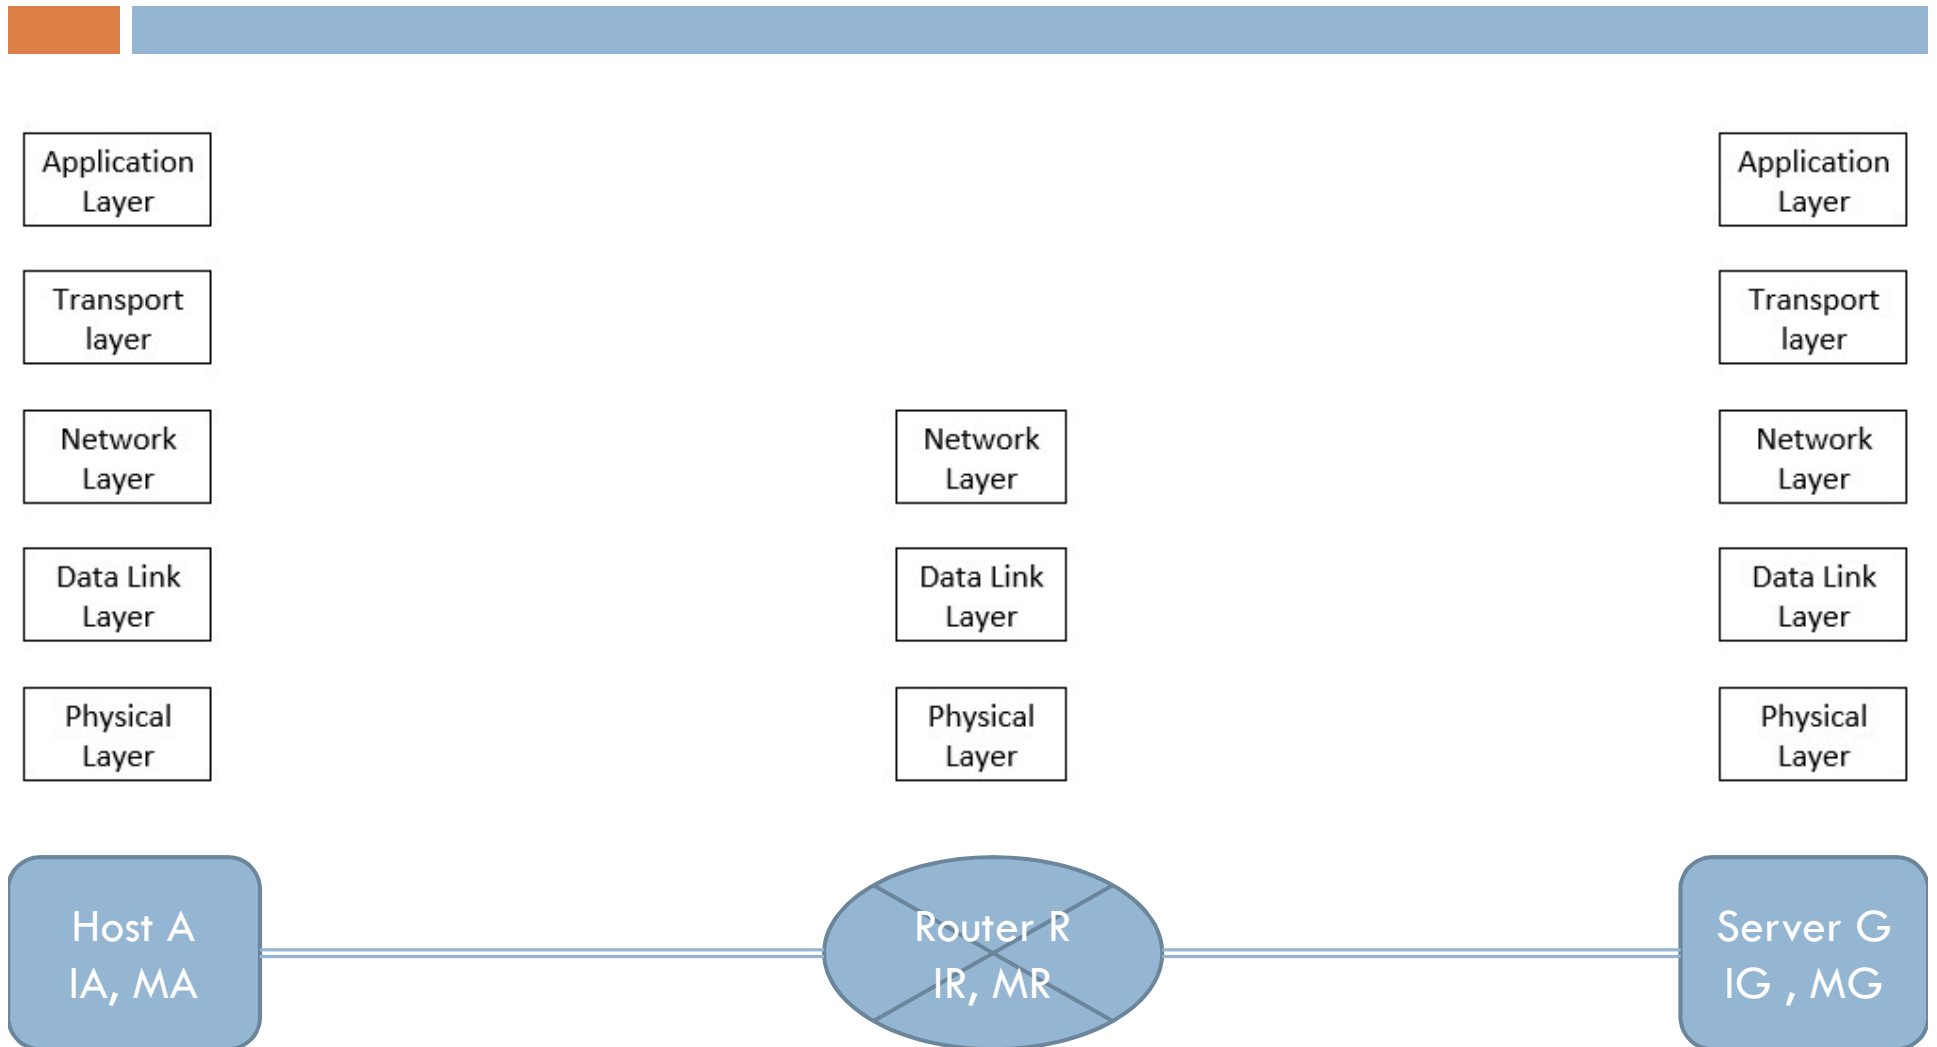 Application
Layer
Application
Layer
Transport
layer
Transport
layer
Network
Layer
Network
Layer
Network
Layer
Data Link
Layer
Data Link
Layer
Data Link
Layer
Physical
Layer
Physical
Layer
Physical
Layer
Host A
IA, MA
Router R
IR, MR
Server G
IG , MG